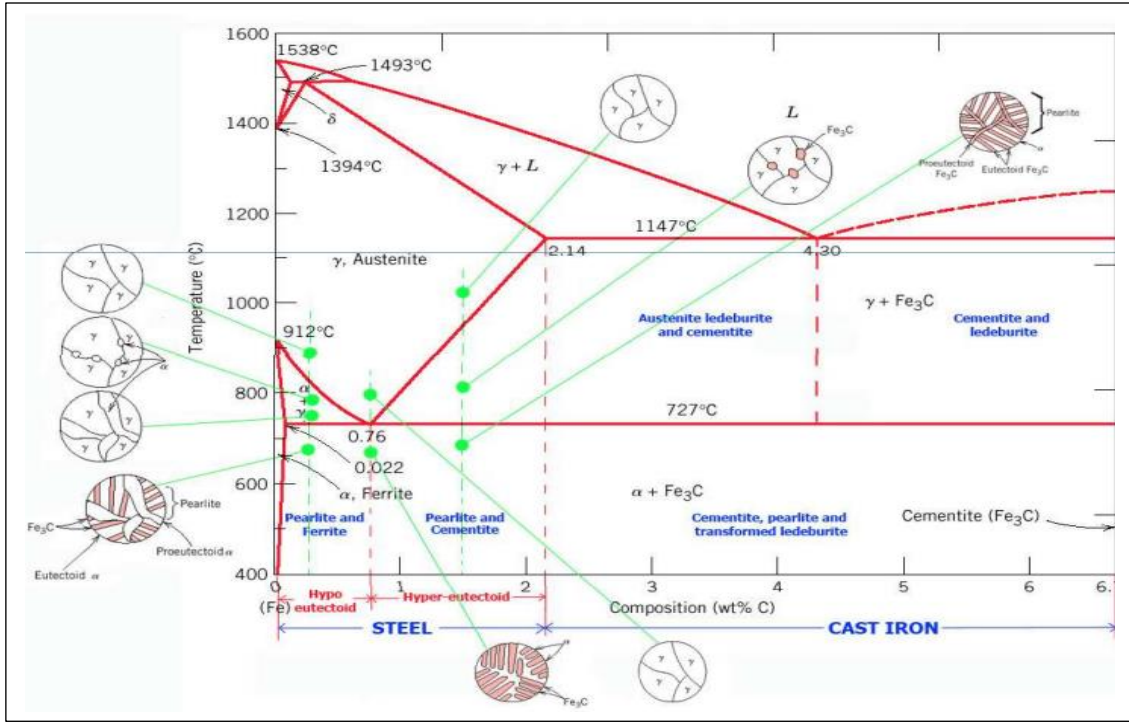 1600
1538°C
1493°C
δ
1400
1394°C
γ + L
L
γ
γ
γ
γ
Fe₃C
γ
γ
γ
γ
Pearlite
α
Proeutectoid
Fe₃C
Eutectoid Fe₃C
1200
1147°C
2.14
4.30
Temperature (°C)
γ, Austenite
γ + Fe₃C
1000
Austenite ledeburite
and cementite
Cementite and
ledeburite
912°C
γ
γ
γ
γ
γ
γ
γ
γ
α
800
α
+
γ
727°C
γ
γ
γ
γ
0.76
0.022
600
α, Ferrite
α + Fe₃C
Pearlite
Fe₃C
Proeutectoid α
Eutectoid α
Pearlite and
Ferrite
Pearlite and
Cementite
Cementite, pearlite and
transformed ledeburite
Cementite (Fe₃C)
400
0
1
2
3
4
5
6
6.
(Fe)
Hypo
eutectoid
Hyper-eutectoid
Composition (wt% C)
STEEL
CAST IRON
α
Fe₃C
γ
γ
γ
γ